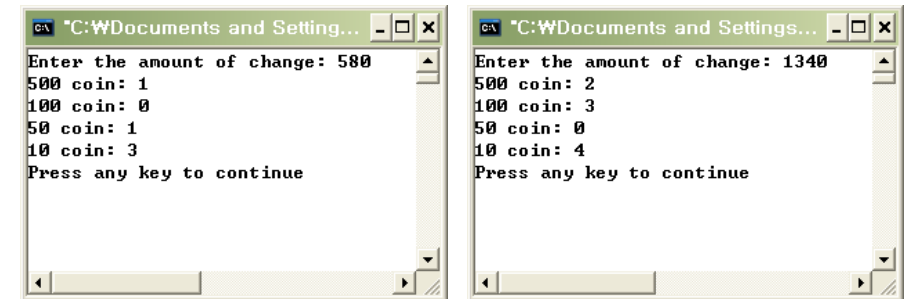 "C:₩Documents and Setting...
Enter the amount of change: 580
500 coin: 1
100 coin: 0
50 coin: 1
10 coin: 3
Press any key to continue
"C:₩Documents and Settings...
Enter the amount of change: 1340
500 coin: 2
100 coin: 3
50 coin: 0
10 coin: 4
Press any key to continue